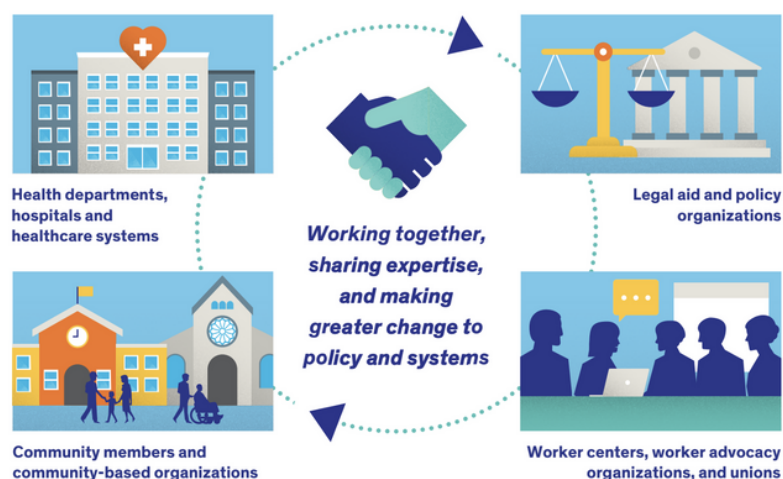 Health departments,
hospitals and
healthcare systems
Legal aid and policy
organizations
Working together,
sharing expertise,
and making
greater change to
policy and systems
Community members and
community-based organizations
Worker centers, worker advocacy
organizations, and unions